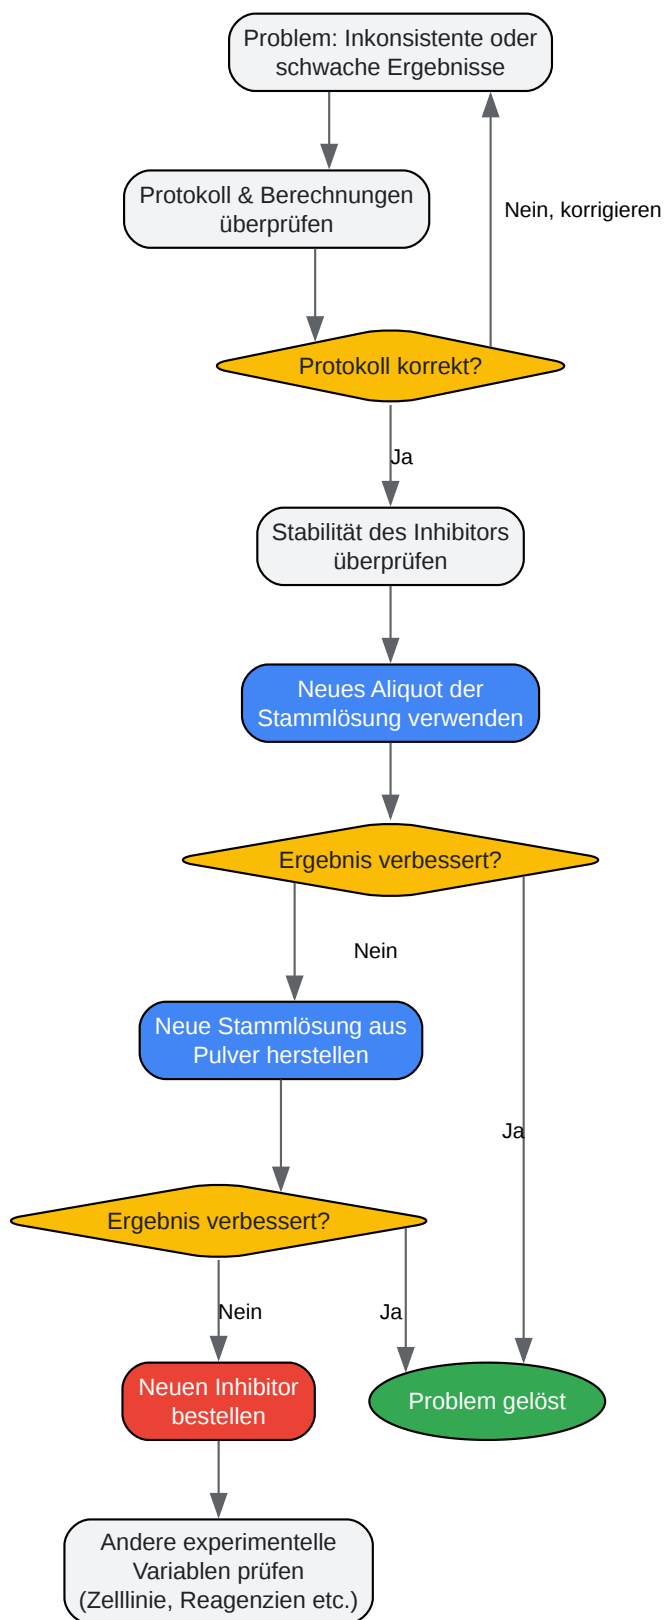 Problem: Inkonsistente oder
schwache Ergebnisse
Protokoll & Berechnungen
überprüfen
Nein, korrigieren
Protokoll korrekt?
Ja
Stabilität des Inhibitors
überprüfen
Neues Aliquot der
Stammlösung verwenden
Ergebnis verbessert?
Nein
Neue Stammlösung aus
Pulver herstellen
Ja
Ergebnis verbessert?
Nein
Ja
Neuen Inhibitor
bestellen
Problem gelöst
Andere experimentelle
Variablen prüfen
(Zelllinie, Reagenzien etc.)